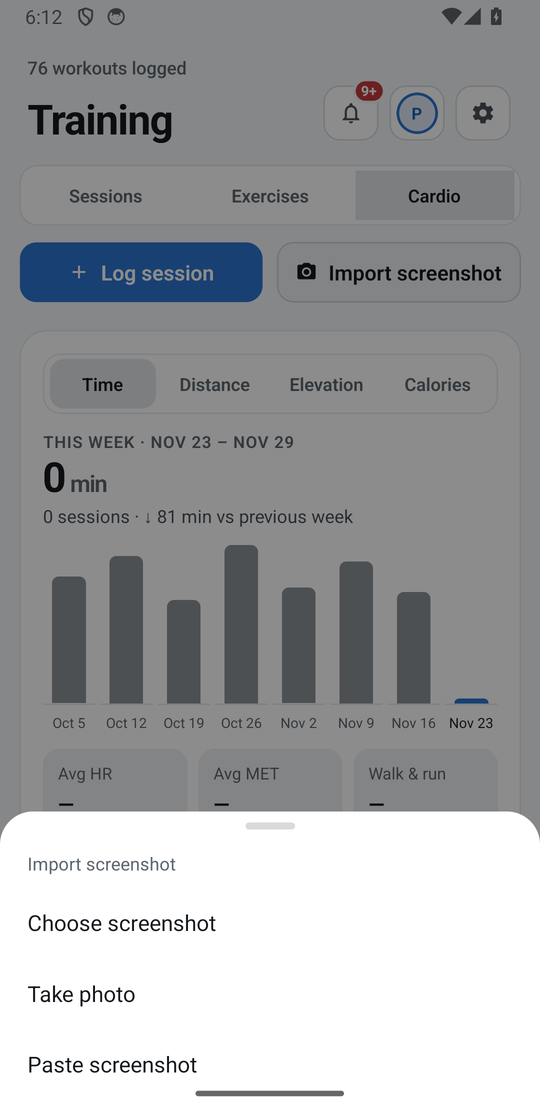 6:12
76 workouts logged
Training
9+
P
Sessions Exercises Cardio
+ Log session Import screenshot
Time Distance Elevation Calories
THIS WEEK · NOV 23 – NOV 29
0 min
0 sessions · ↓ 81 min vs previous week
Oct 5 Oct 12 Oct 19 Oct 26 Nov 2 Nov 9 Nov 16 Nov 23
Avg HR Avg MET Walk & run
– – –
Import screenshot
Choose screenshot
Take photo
Paste screenshot